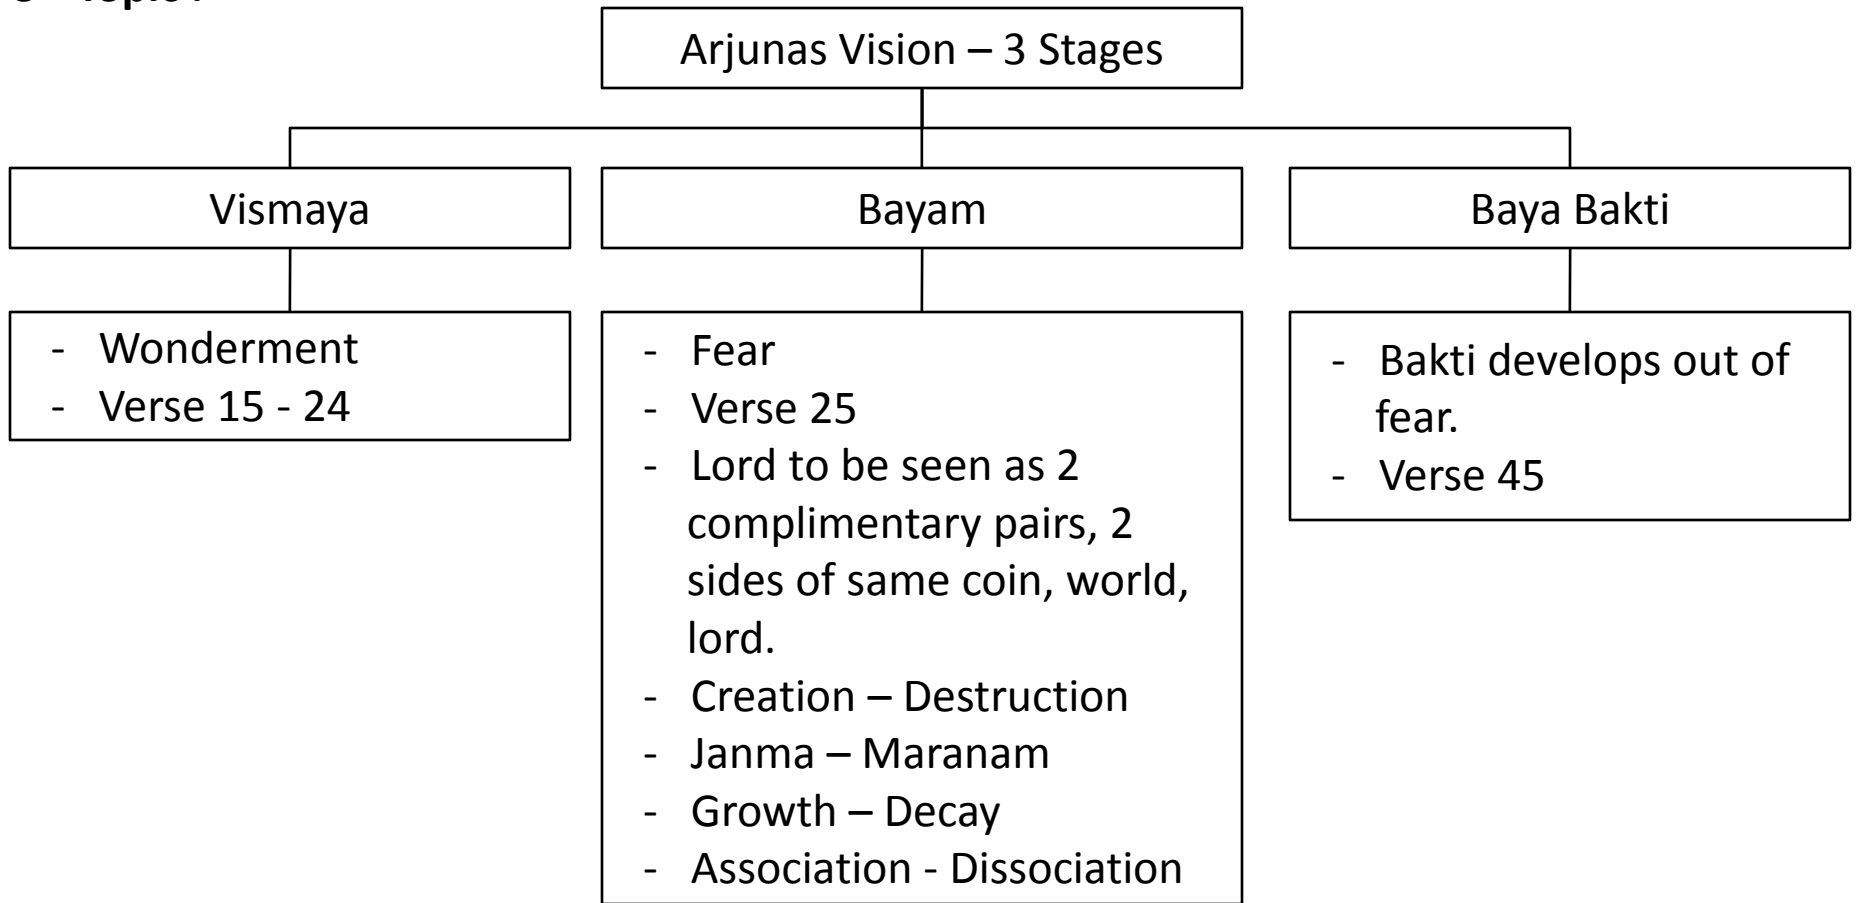 Arjunas Vision – 3 Stages
Vismaya
Bayam
Baya Bakti
- Wonderment
- Verse 15 - 24
- Fear
- Verse 25
- Lord to be seen as 2
complimentary pairs, 2
sides of same coin, world,
lord.
- Creation – Destruction
- Janma – Maranam
- Growth – Decay
- Association - Dissociation
- Bakti develops out of
fear.
- Verse 45